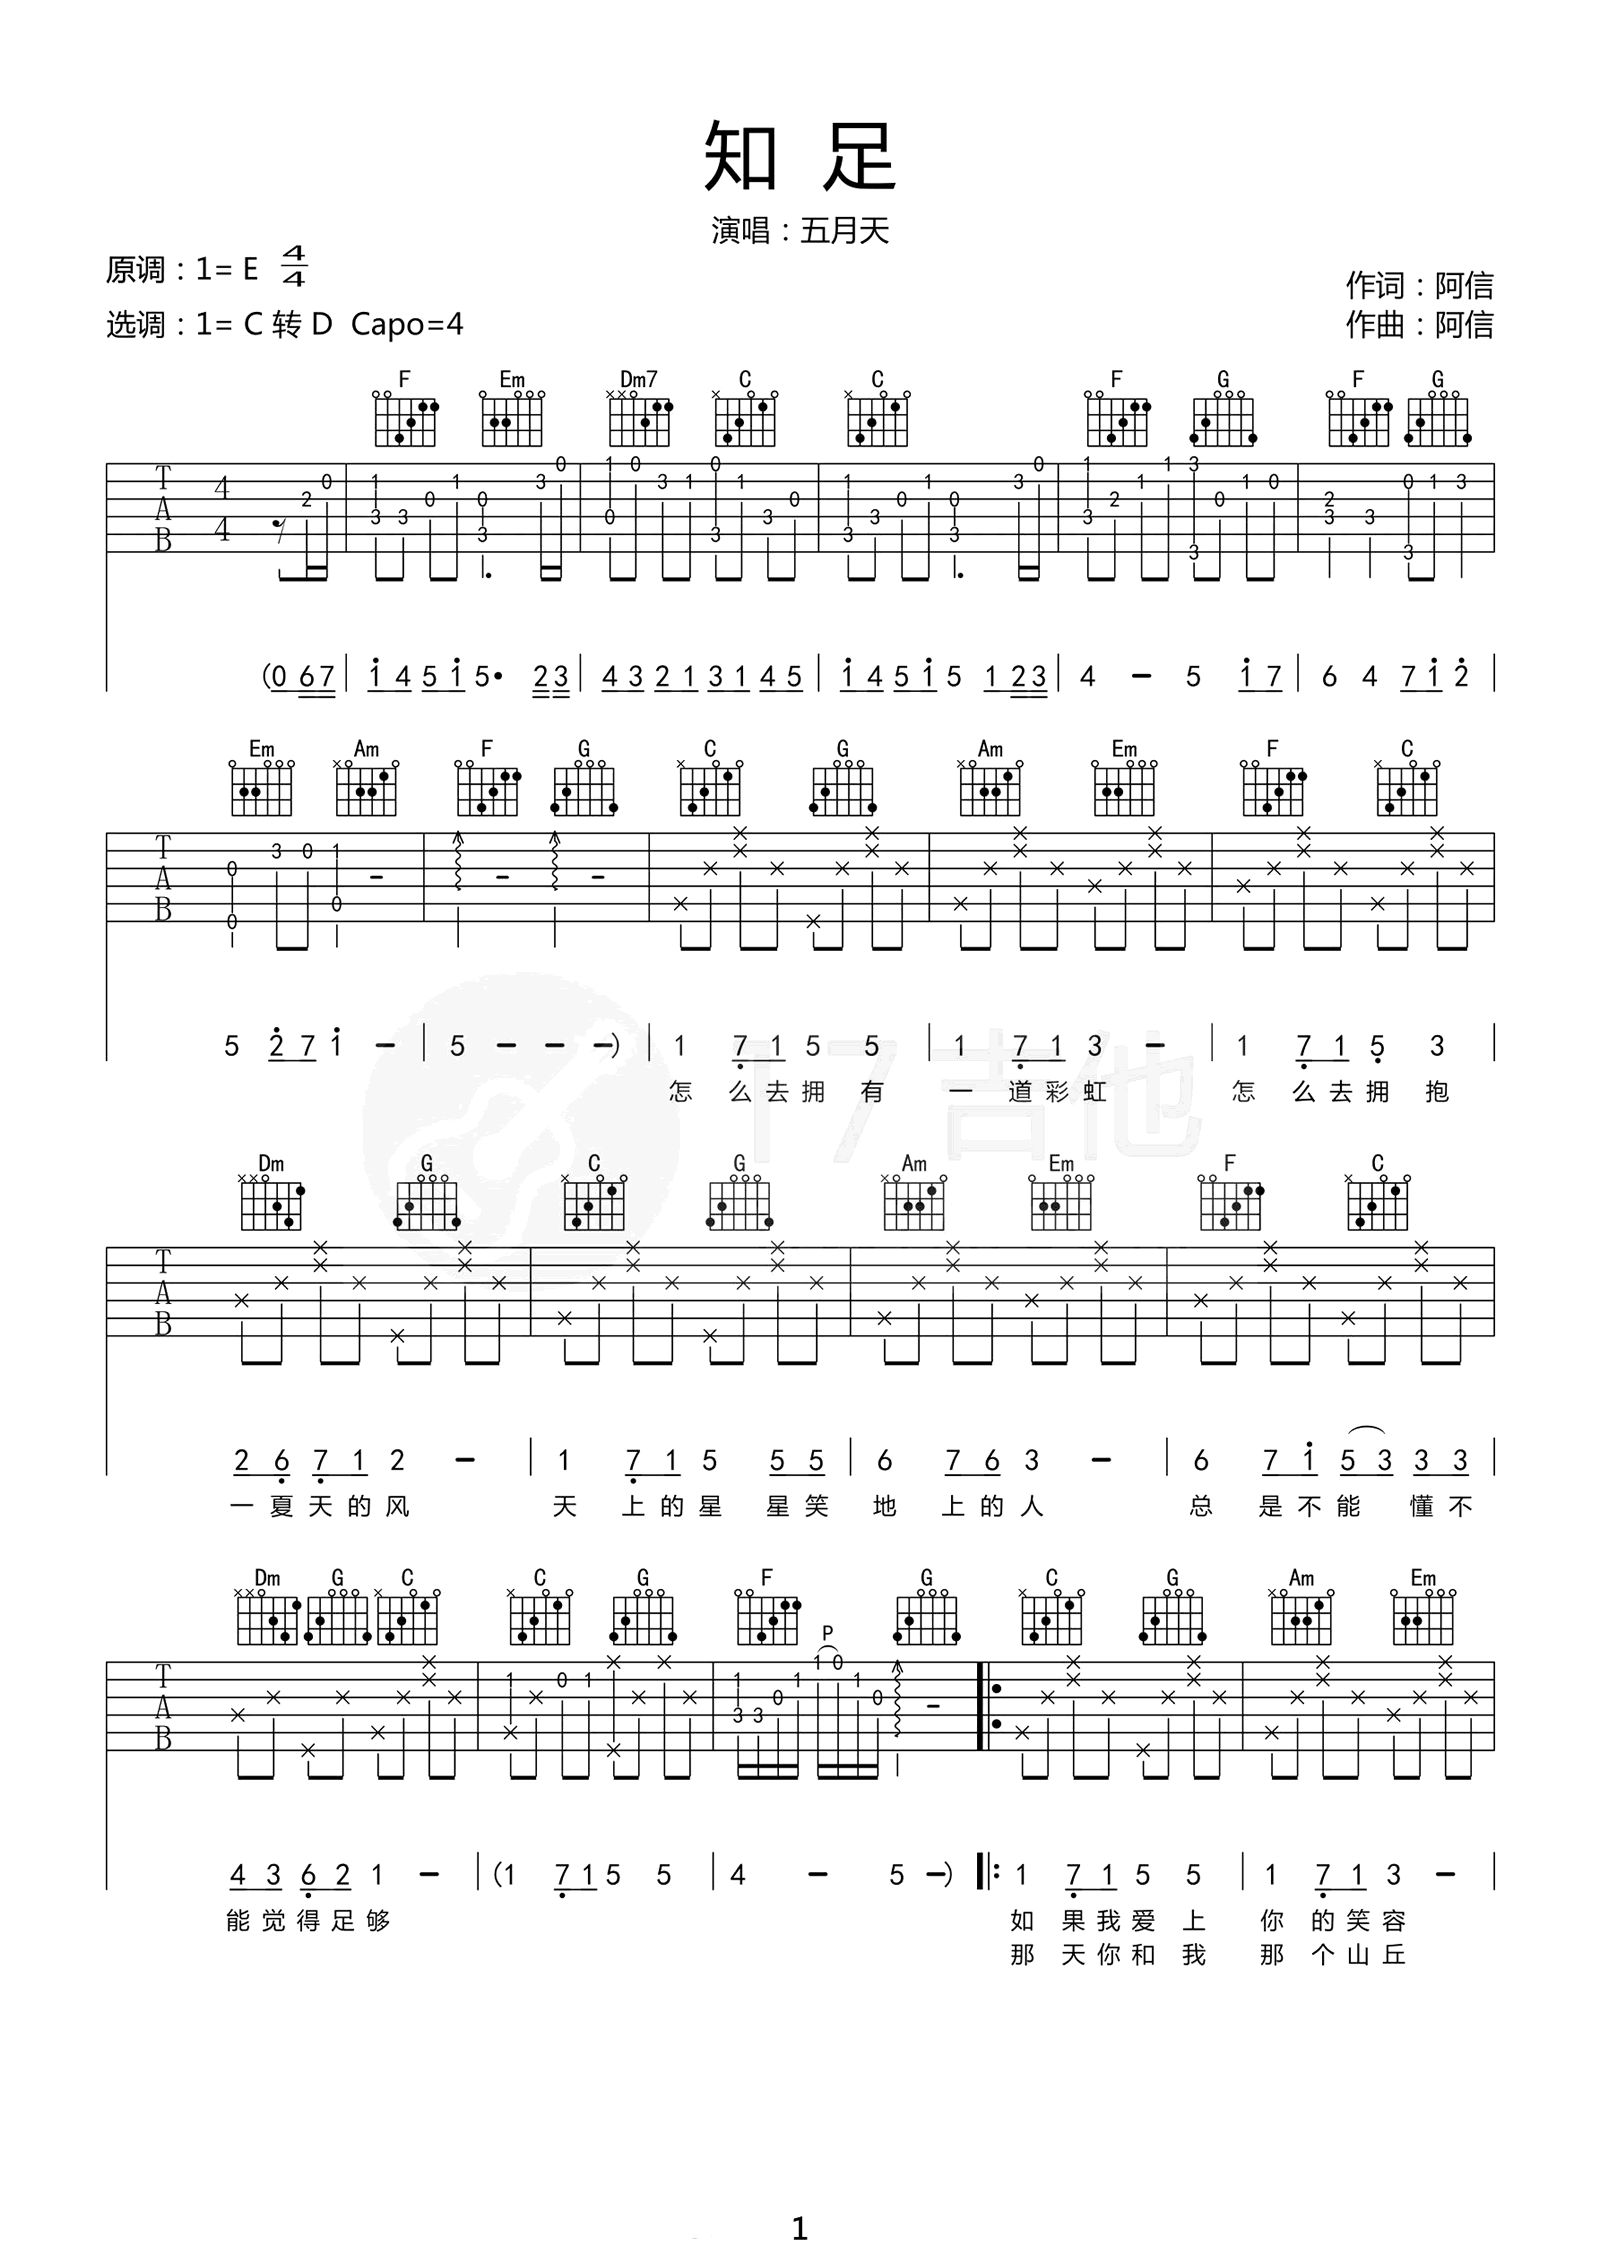 知 足
演唱：五月天
原调：1= E 4/4
作词：阿信
选调：1= C 转 D Capo=4
作曲：阿信
F Em Dm7 C C F G F G
T A B 4 4
(0 6 7 | 1 4 5 1 5· 2 3 | 4 3 2 1 3 1 4 5 | 1 4 5 1 5 1 2 3 | 4 - 5 1 7 | 6 4 7 1 2 |
Em Am F G C G Am Em F C
T A B
5 2 7 1 - | 5 - - -) | 1 7 1 5 5 | 1 7 1 3 - | 1 7 1 5 3 |
怎 么 去 拥 有 一 道 彩 虹 怎 么 去 拥 抱
17吉他
Dm G C G Am Em F C
T A B
2 6 7 1 2 - | 1 7 1 5 5 5 | 6 7 6 3 - | 6 7 1 5 3 3 3 |
一 夏 天 的 风 天 上 的 星 星 笑 地 上 的 人 总 是 不 能 懂 不
Dm G C C G F G C G Am Em
P
T A B
4 3 6 2 1 - | (1 7 1 5 5 | 4 - 5 -) |: 1 7 1 5 5 | 1 7 1 3 - |
能 觉 得 足 够 如 果 我 爱 上 你 的 笑 容
那 天 你 和 我 那 个 山 丘
1